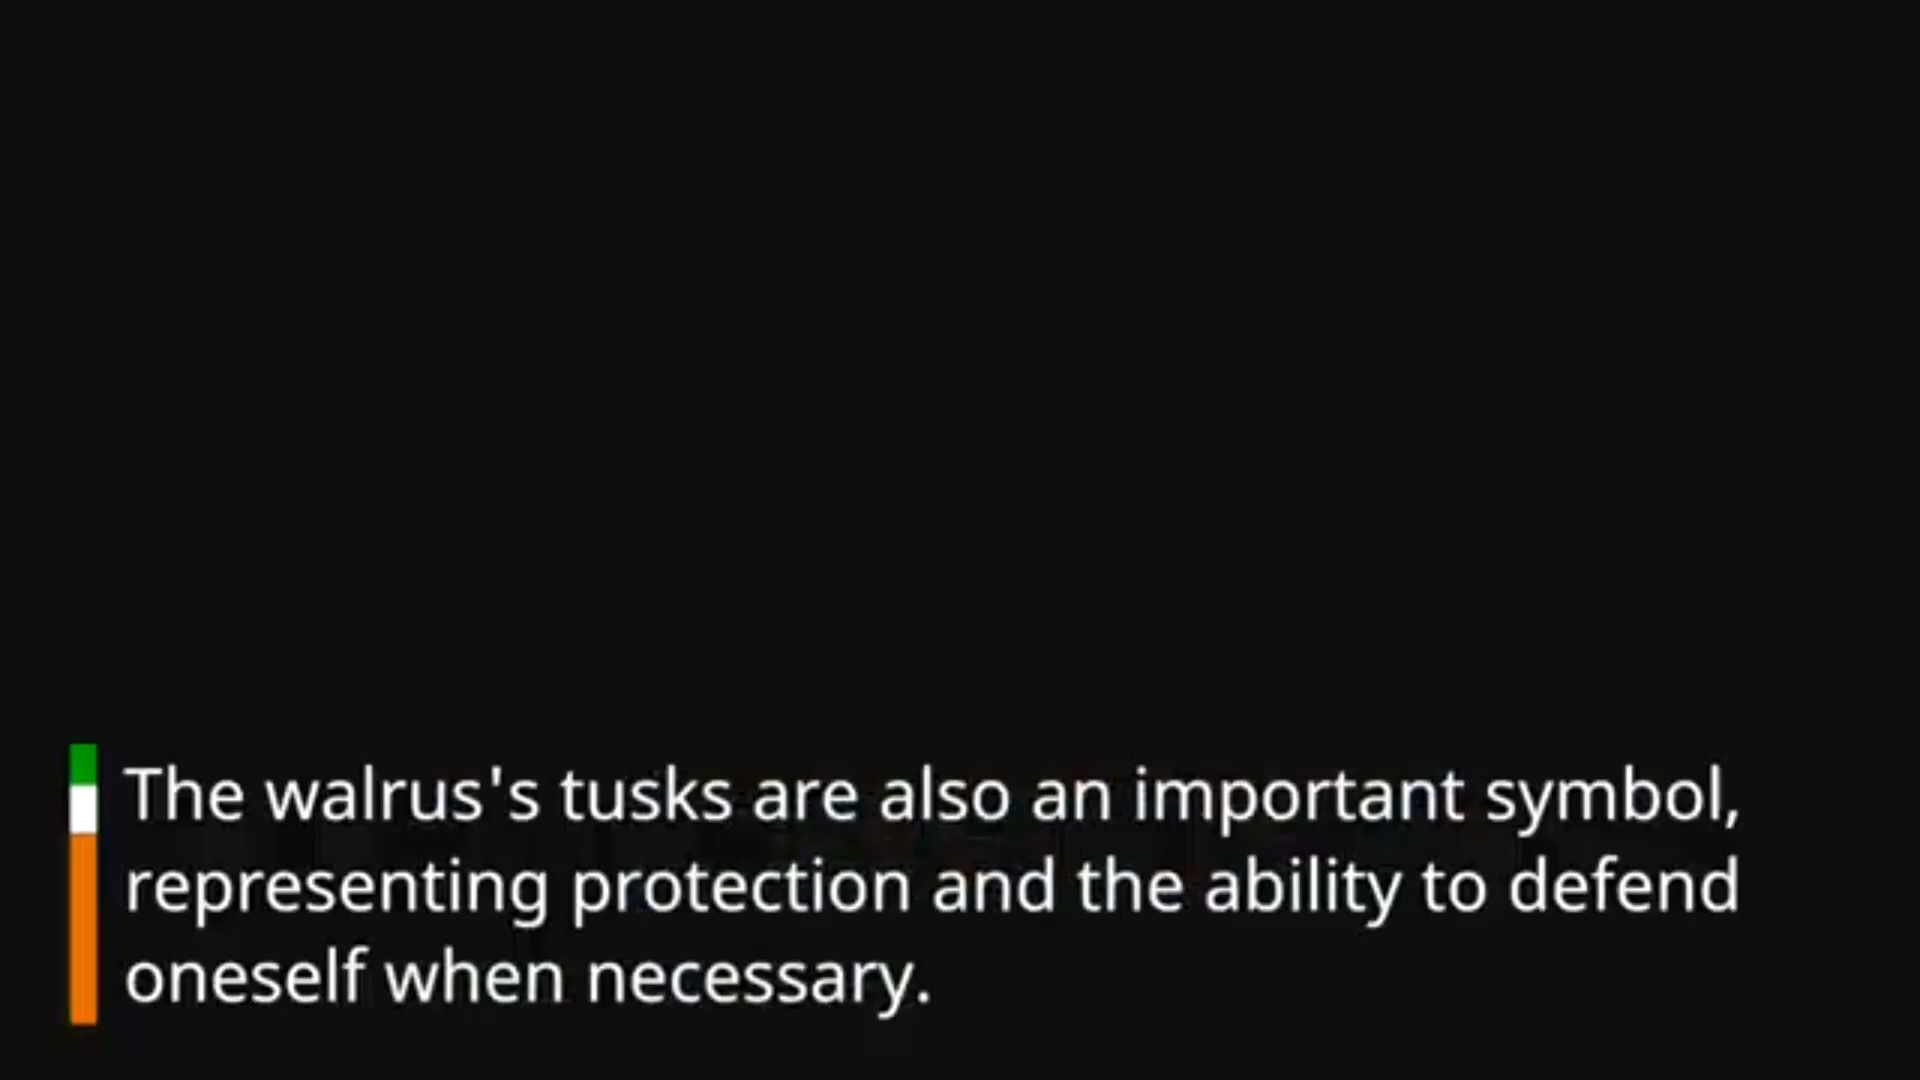 The walrus's tusks are also an important symbol,
representing protection and the ability to defend
oneself when necessary.